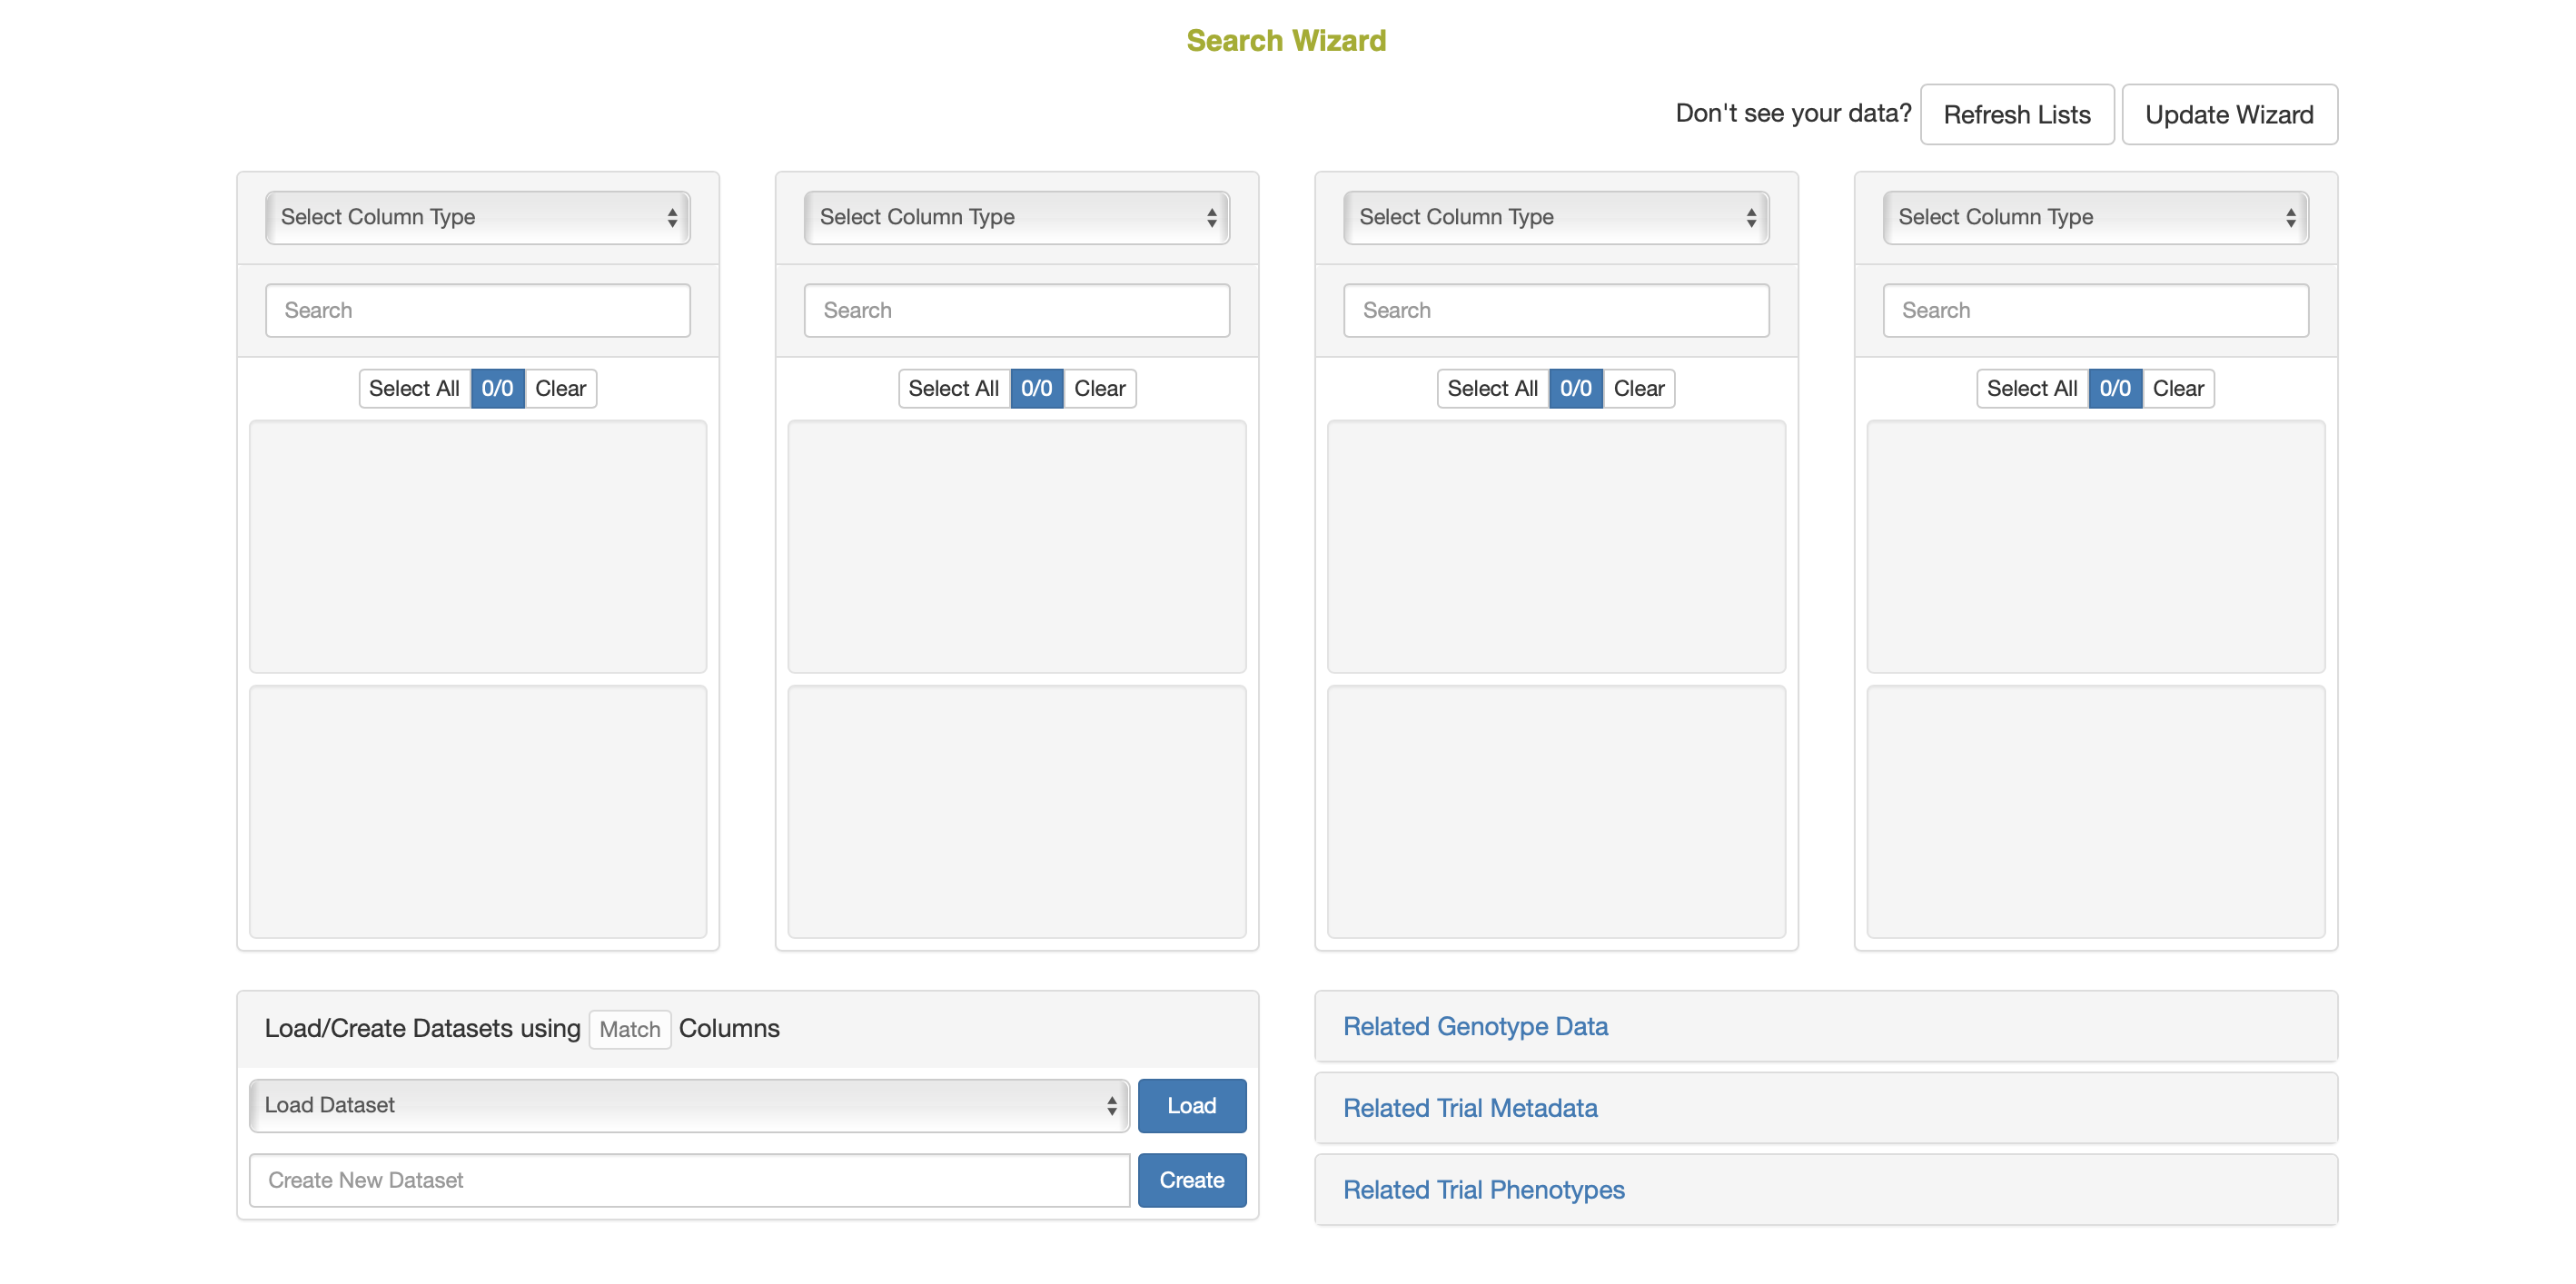 Search Wizard
Don't see your data? Refresh Lists Update Wizard
Select Column Type Select Column Type Select Column Type Select Column Type
Search Search Search Search
Select All 0/0 Clear Select All 0/0 Clear Select All 0/0 Clear Select All 0/0 Clear
Load/Create Datasets using Match Columns
Load Dataset Load
Create New Dataset Create
Related Genotype Data
Related Trial Metadata
Related Trial Phenotypes